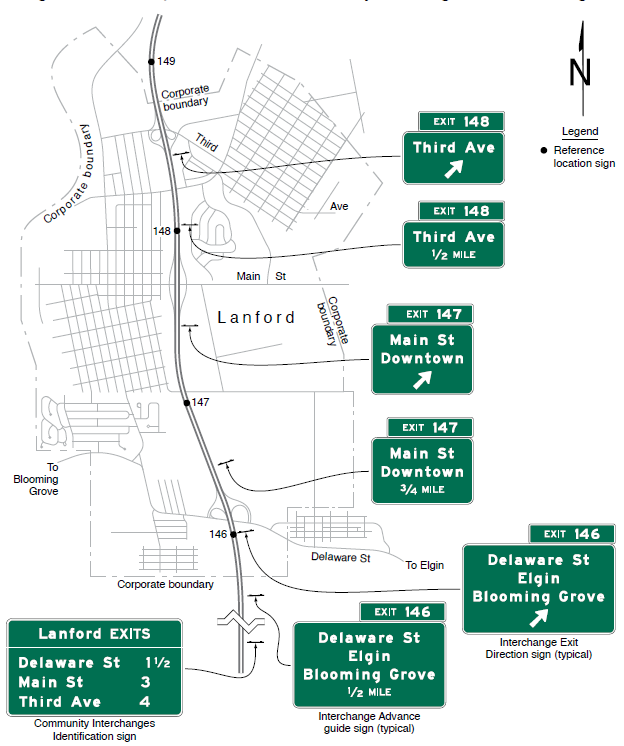 149
Corporate
boundary
N
Legend
Reference
location sign
Corporate boundary
Third
Ave
EXIT 148
Third Ave
EXIT 148
Third Ave
1/2 MILE
148
Main St
Lanford
Corporate
boundary
EXIT 147
Main St
Downtown
147
EXIT 147
Main St
Downtown
3/4 MILE
To
Blooming
Grove
146
Delaware St
To Elgin
Corporate boundary
EXIT 146
Delaware St
Elgin
Blooming Grove
Interchange Exit
Direction sign (typical)
EXIT 146
Delaware St
Elgin
Blooming Grove
1/2 MILE
Interchange Advance
guide sign (typical)
Lanford EXITS
Delaware St 1 1/2
Main St 3
Third Ave 4
Community Interchanges
Identification sign